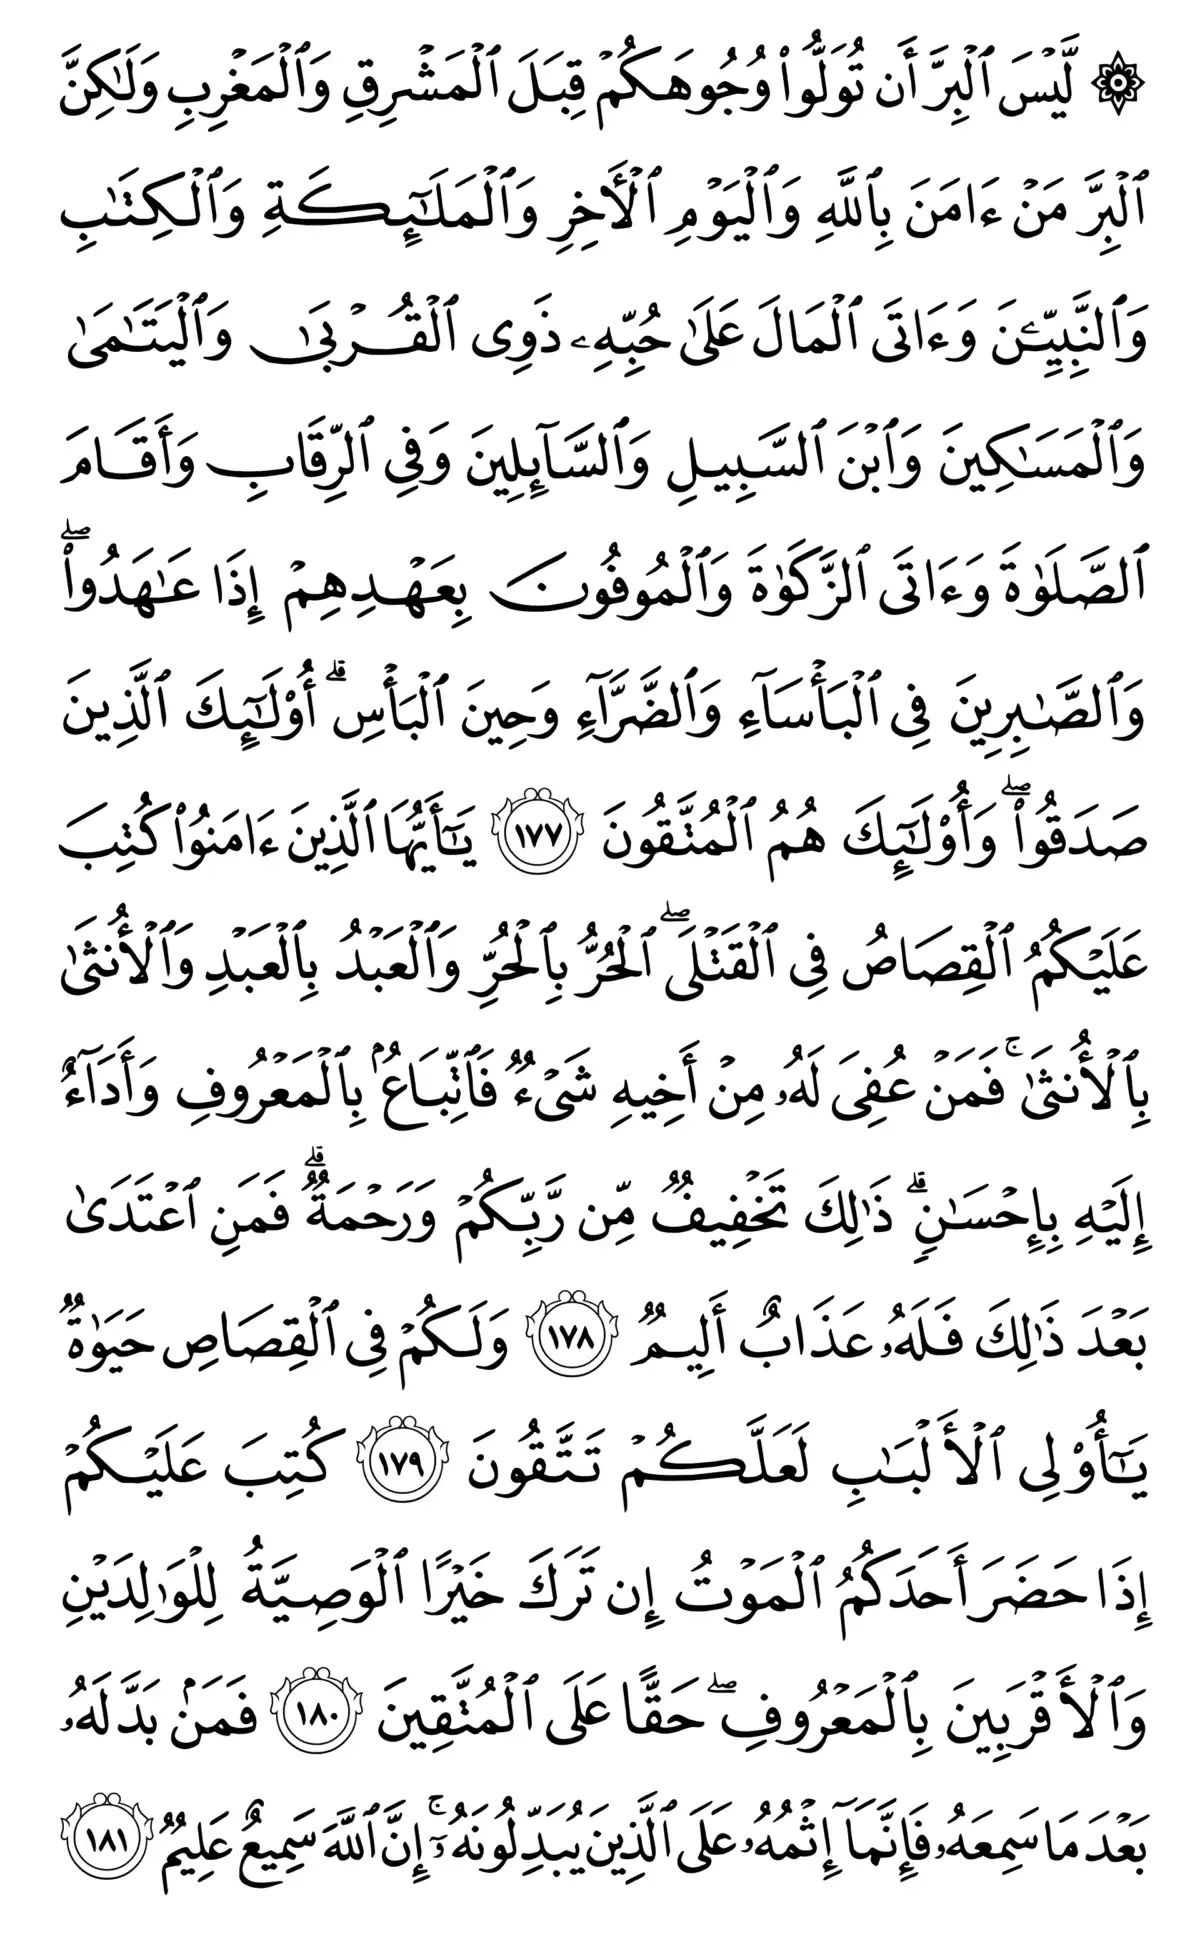 ۞ لَّيۡسَ ٱلۡبِرَّ أَن تُوَلُّواْ وُجُوهَكُمۡ قِبَلَ ٱلۡمَشۡرِقِ وَٱلۡمَغۡرِبِ وَلَٰكِنَّ
ٱلۡبِرَّ مَنۡ ءَامَنَ بِٱللَّهِ وَٱلۡيَوۡمِ ٱلۡأٓخِرِ وَٱلۡمَلَٰٓئِكَةِ وَٱلۡكِتَٰبِ
وَٱلنَّبِيِّـۧنَ وَءَاتَى ٱلۡمَالَ عَلَىٰ حُبِّهِۦ ذَوِي ٱلۡقُرۡبَىٰ وَٱلۡيَتَٰمَىٰ
وَٱلۡمَسَٰكِينَ وَٱبۡنَ ٱلسَّبِيلِ وَٱلسَّآئِلِينَ وَفِي ٱلرِّقَابِ وَأَقَامَ
ٱلصَّلَوٰةَ وَءَاتَى ٱلزَّكَوٰةَ وَٱلۡمُوفُونَ بِعَهۡدِهِمۡ إِذَا عَٰهَدُواْۖ
وَٱلصَّٰبِرِينَ فِي ٱلۡبَأۡسَآءِ وَٱلضَّرَّآءِ وَحِينَ ٱلۡبَأۡسِۗ أُوْلَٰٓئِكَ ٱلَّذِينَ
صَدَقُواْۖ وَأُوْلَٰٓئِكَ هُمُ ٱلۡمُتَّقُونَ ١٧٧ يَٰٓأَيُّهَا ٱلَّذِينَ ءَامَنُواْ كُتِبَ
عَلَيۡكُمُ ٱلۡقِصَاصُ فِي ٱلۡقَتۡلَىۖ ٱلۡحُرُّ بِٱلۡحُرِّ وَٱلۡعَبۡدُ بِٱلۡعَبۡدِ وَٱلۡأُنثَىٰ
بِٱلۡأُنثَىٰۚ فَمَنۡ عُفِيَ لَهُۥ مِنۡ أَخِيهِ شَيۡءٞ فَٱتِّبَاعُۢ بِٱلۡمَعۡرُوفِ وَأَدَآءٌ
إِلَيۡهِ بِإِحۡسَٰنٖۗ ذَٰلِكَ تَخۡفِيفٞ مِّن رَّبِّكُمۡ وَرَحۡمَةٞۗ فَمَنِ ٱعۡتَدَىٰ
بَعۡدَ ذَٰلِكَ فَلَهُۥ عَذَابٌ أَلِيمٞ ١٧٨ وَلَكُمۡ فِي ٱلۡقِصَاصِ حَيَوٰةٞ
يَٰٓأُوْلِي ٱلۡأَلۡبَٰبِ لَعَلَّكُمۡ تَتَّقُونَ ١٧٩ كُتِبَ عَلَيۡكُمۡ
إِذَا حَضَرَ أَحَدَكُمُ ٱلۡمَوۡتُ إِن تَرَكَ خَيۡرًا ٱلۡوَصِيَّةُ لِلۡوَٰلِدَيۡنِ
وَٱلۡأَقۡرَبِينَ بِٱلۡمَعۡرُوفِۖ حَقًّا عَلَى ٱلۡمُتَّقِينَ ١٨٠ فَمَنۢ بَدَّلَهُۥ
بَعۡدَ مَا سَمِعَهُۥ فَإِنَّمَآ إِثۡمُهُۥ عَلَى ٱلَّذِينَ يُبَدِّلُونَهُۥٓۚ إِنَّ ٱللَّهَ سَمِيعٌ عَلِيمٞ ١٨١